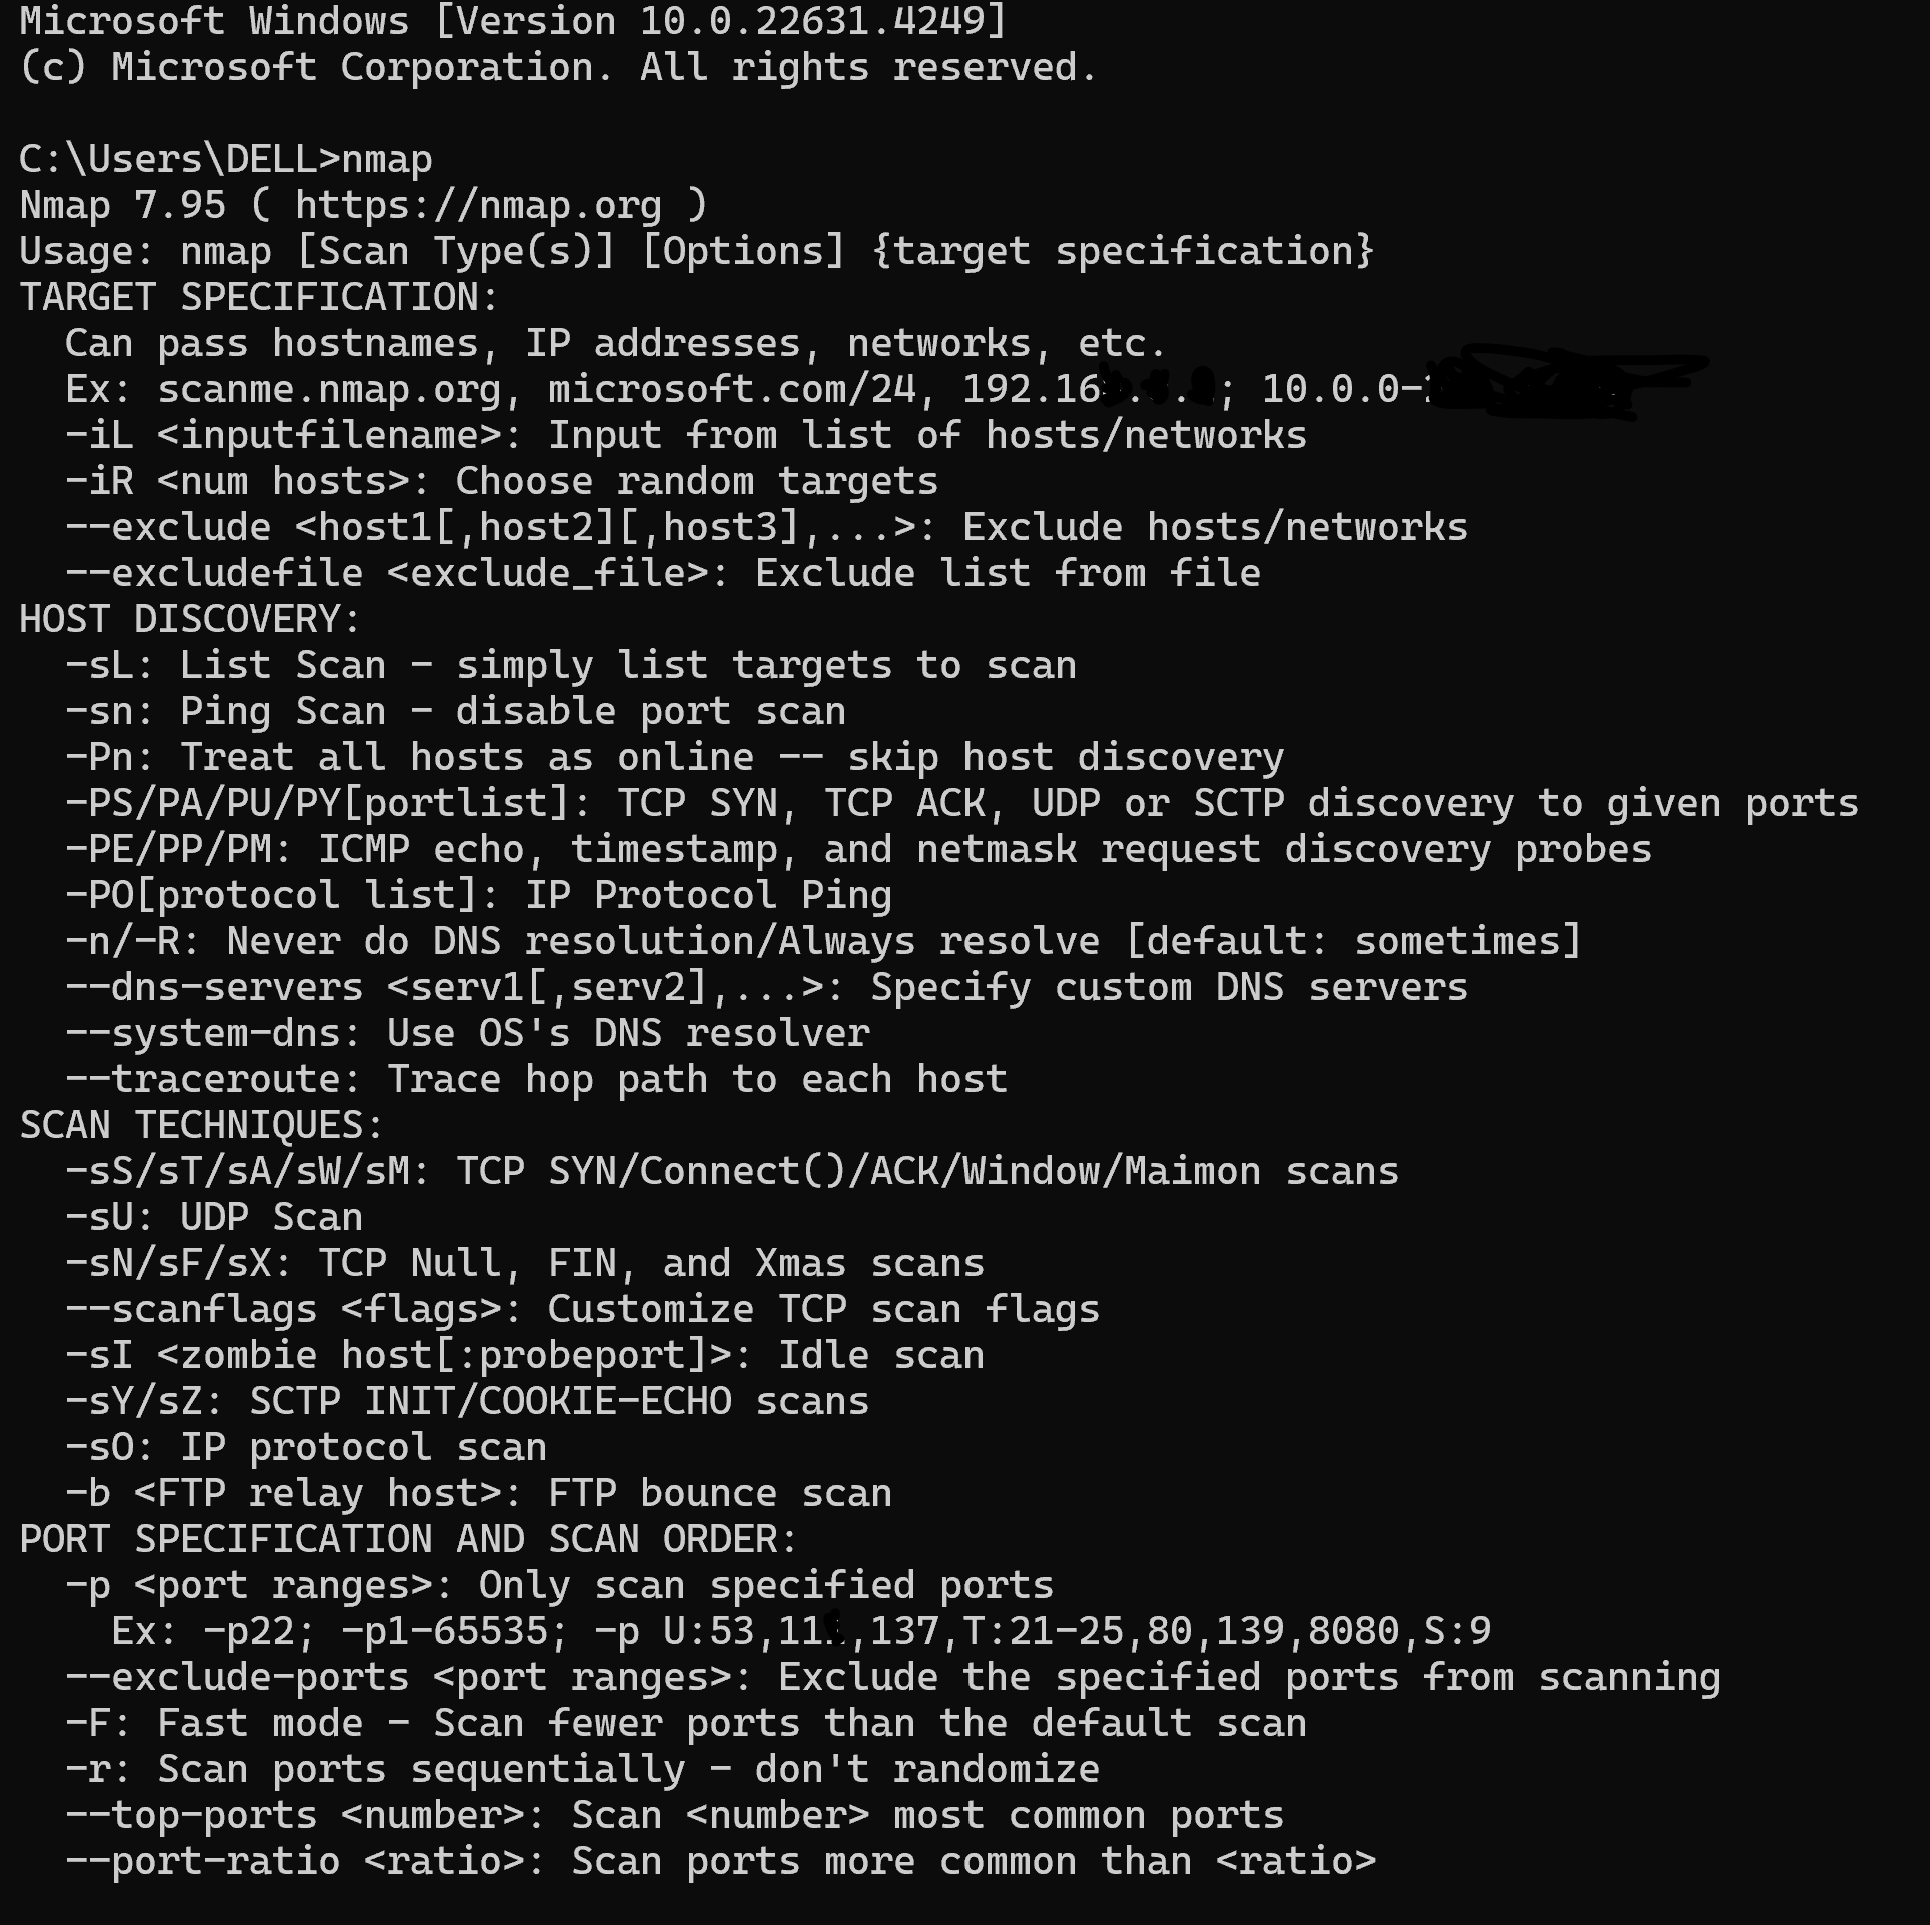 Microsoft Windows [Version 10.0.22631.4249]
(c) Microsoft Corporation. All rights reserved.
C:\Users\DELL>nmap
Nmap 7.95 ( https://nmap.org )
Usage: nmap [Scan Type(s)] [Options] {target specification}
TARGET SPECIFICATION:
  Can pass hostnames, IP addresses, networks, etc.
  Ex: scanme.nmap.org, microsoft.com/24, 192.16 ; 10.0.0-
  -iL <inputfilename>: Input from list of hosts/networks
  -iR <num hosts>: Choose random targets
  --exclude <host1[,host2][,host3],...>: Exclude hosts/networks
  --excludefile <exclude_file>: Exclude list from file
HOST DISCOVERY:
  -sL: List Scan - simply list targets to scan
  -sn: Ping Scan - disable port scan
  -Pn: Treat all hosts as online -- skip host discovery
  -PS/PA/PU/PY[portlist]: TCP SYN, TCP ACK, UDP or SCTP discovery to given ports
  -PE/PP/PM: ICMP echo, timestamp, and netmask request discovery probes
  -PO[protocol list]: IP Protocol Ping
  -n/-R: Never do DNS resolution/Always resolve [default: sometimes]
  --dns-servers <serv1[,serv2],...>: Specify custom DNS servers
  --system-dns: Use OS's DNS resolver
  --traceroute: Trace hop path to each host
SCAN TECHNIQUES:
  -sS/sT/sA/sW/sM: TCP SYN/Connect()/ACK/Window/Maimon scans
  -sU: UDP Scan
  -sN/sF/sX: TCP Null, FIN, and Xmas scans
  --scanflags <flags>: Customize TCP scan flags
  -sI <zombie host[:probeport]>: Idle scan
  -sY/sZ: SCTP INIT/COOKIE-ECHO scans
  -sO: IP protocol scan
  -b <FTP relay host>: FTP bounce scan
PORT SPECIFICATION AND SCAN ORDER:
  -p <port ranges>: Only scan specified ports
    Ex: -p22; -p1-65535; -p U:53,11 ,137,T:21-25,80,139,8080,S:9
  --exclude-ports <port ranges>: Exclude the specified ports from scanning
  -F: Fast mode - Scan fewer ports than the default scan
  -r: Scan ports sequentially - don't randomize
  --top-ports <number>: Scan <number> most common ports
  --port-ratio <ratio>: Scan ports more common than <ratio>